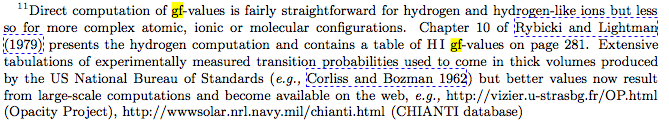 11Direct computation of gf-values is fairly straightforward for hydrogen and hydrogen-like ions but less
so for more complex atomic, ionic or molecular configurations. Chapter 10 of Rybicki and Lightman
(1979) presents the hydrogen computation and contains a table of H I gf-values on page 281. Extensive
tabulations of experimentally measured transition probabilities used to come in thick volumes produced
by the US National Bureau of Standards (e.g., Corliss and Bozman 1962) but better values now result
from large-scale computations and become available on the web, e.g., http://vizier.u-strasbg.fr/OP.html
(Opacity Project), http://wwwsolar.nrl.navy.mil/chianti.html (CHIANTI database)